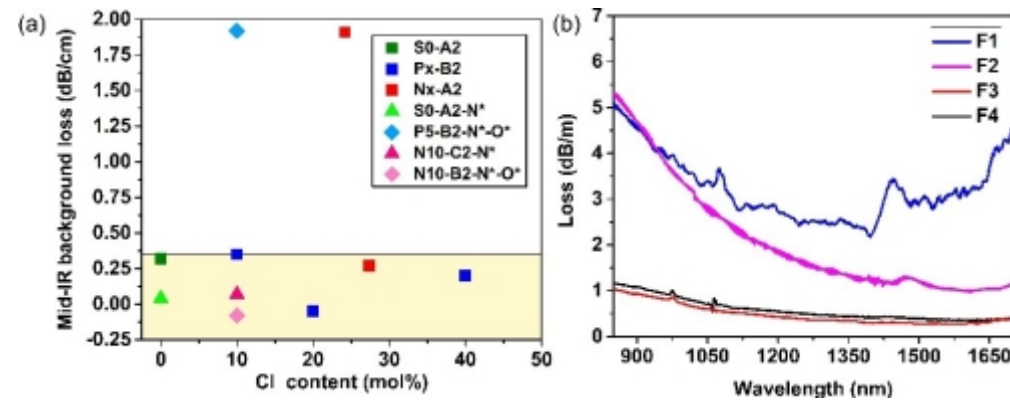 (a)
Mid-IR background loss (dB/cm)
2.00
1.75
1.50
1.25
1.00
0.75
0.50
0.25
0.00
-0.25
0 10 20 30 40 50
Cl content (mol%)
S0-A2
Px-B2
Nx-A2
S0-A2-N*
P5-B2-N*-O*
N10-C2-N*
N10-B2-N*-O*
(b)
Loss (dB/m)
7
6
5
4
3
2
1
0
900 1050 1200 1350 1500 1650
Wavelength (nm)
F1
F2
F3
F4